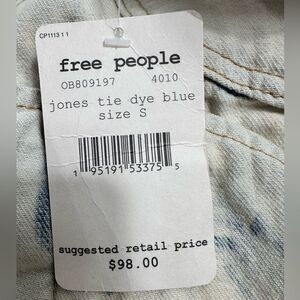 CP1113 1 1
free people
OB809197 4010
jones tie dye blue
size S
1 95191 53375 5
suggested retail price
$98.00